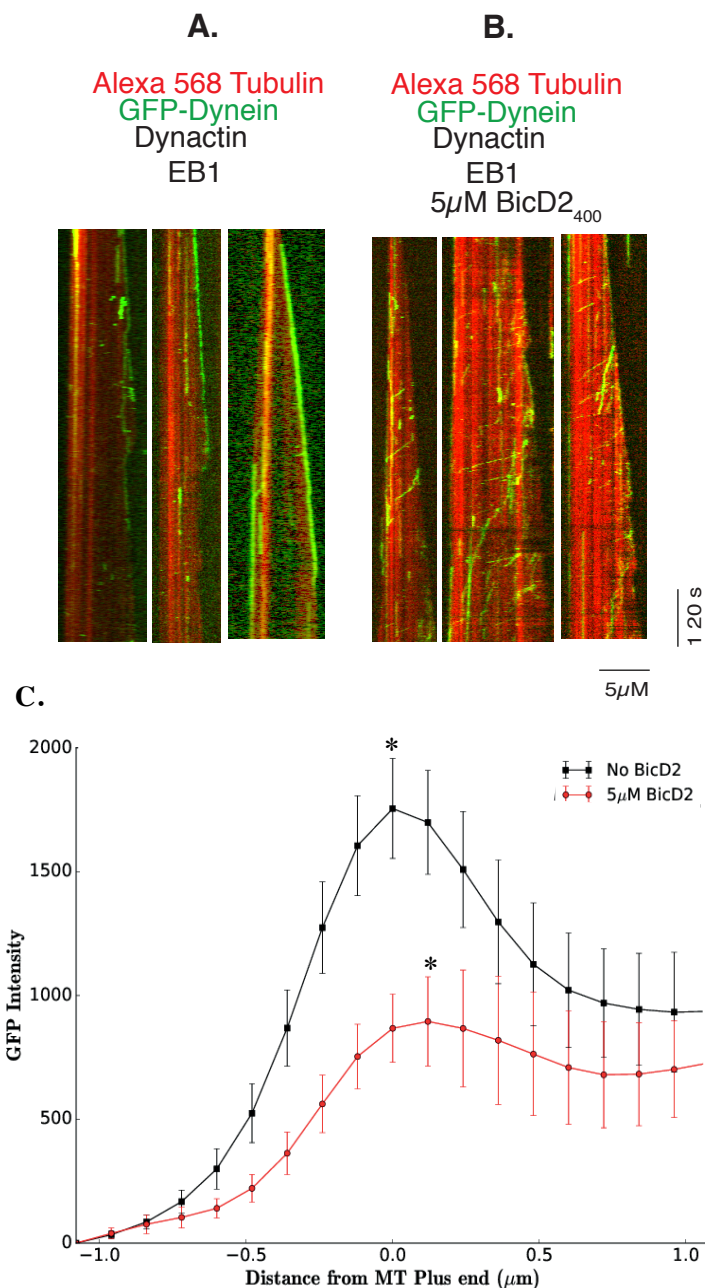 A.
B.
Alexa 568 Tubulin
GFP-Dynein
Dynactin
EB1
Alexa 568 Tubulin
GFP-Dynein
Dynactin
EB1
5µM BicD2400
1 20 s
5µM
C.
2000
1500
1000
500
0
GFP Intensity
*
*
No BicD2
5µM BicD2
−1.0
−0.5
0.0
0.5
1.0
Distance from MT Plus end (µm)